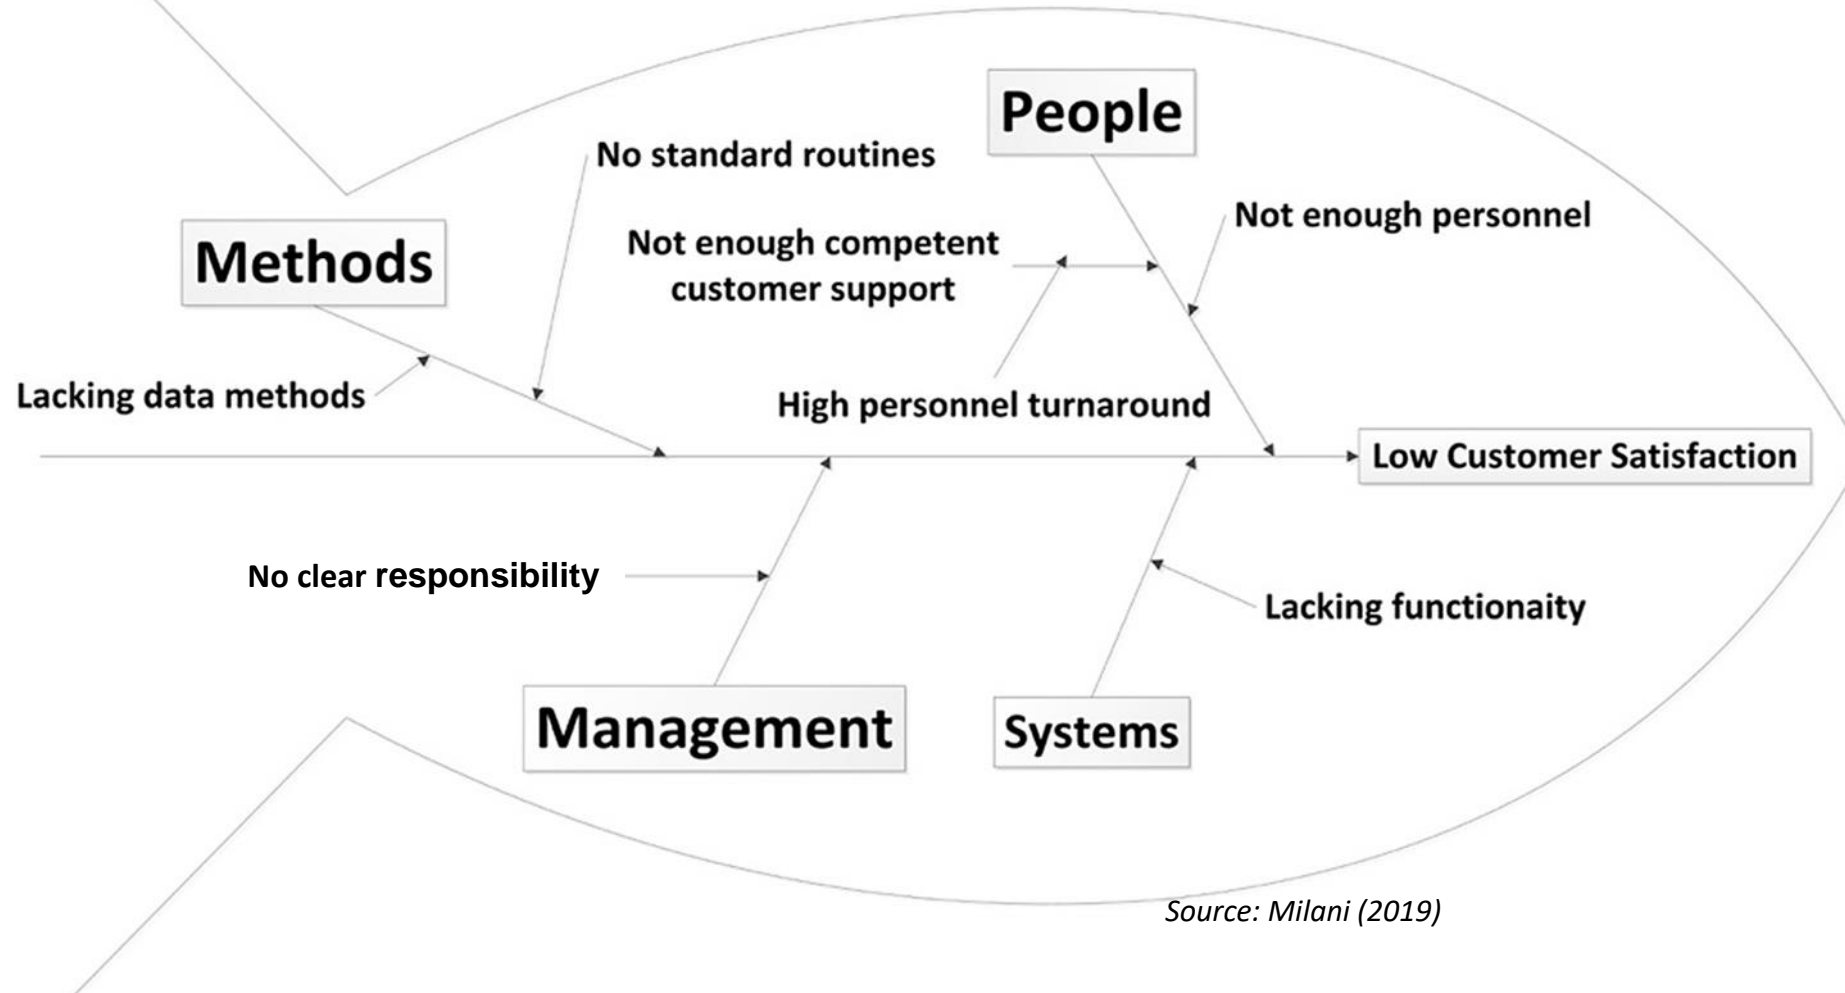 People
No standard routines
Not enough personnel
Not enough competent
customer support
Methods
Lacking data methods
High personnel turnaround
Low Customer Satisfaction
No clear responsibility
Lacking functionaity
Management
Systems
Source: Milani (2019)